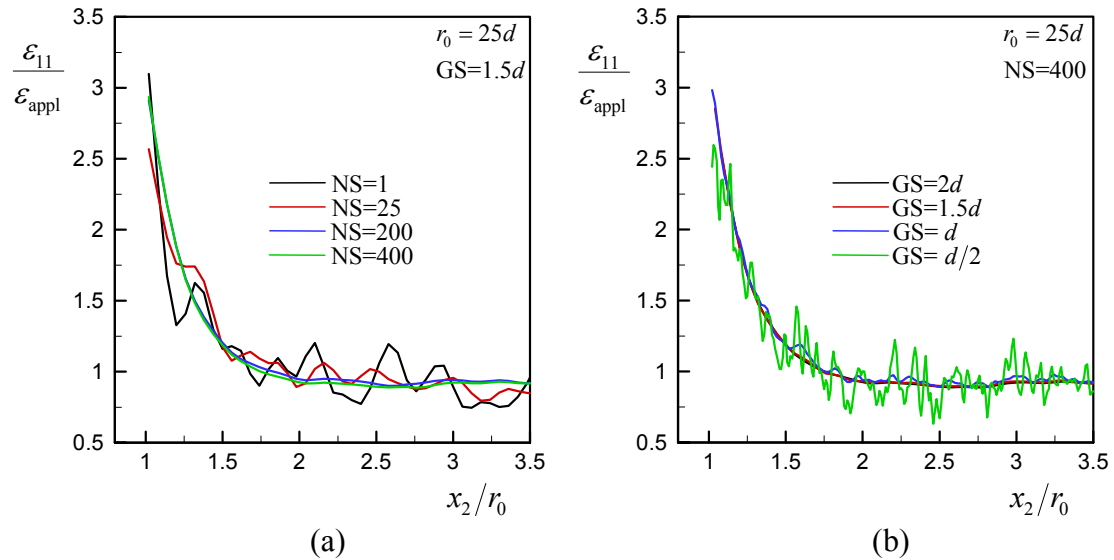 3.5
3
2.5
2
1.5
1
0.5
ε₁₁
ε_appl
r₀ = 25d
GS=1.5d
NS=1
NS=25
NS=200
NS=400
1 1.5 2 2.5 3 3.5
x₂/r₀
(a)
3.5
3
2.5
2
1.5
1
0.5
ε₁₁
ε_appl
r₀ = 25d
NS=400
GS=2d
GS=1.5d
GS= d
GS= d/2
1 1.5 2 2.5 3 3.5
x₂/r₀
(b)